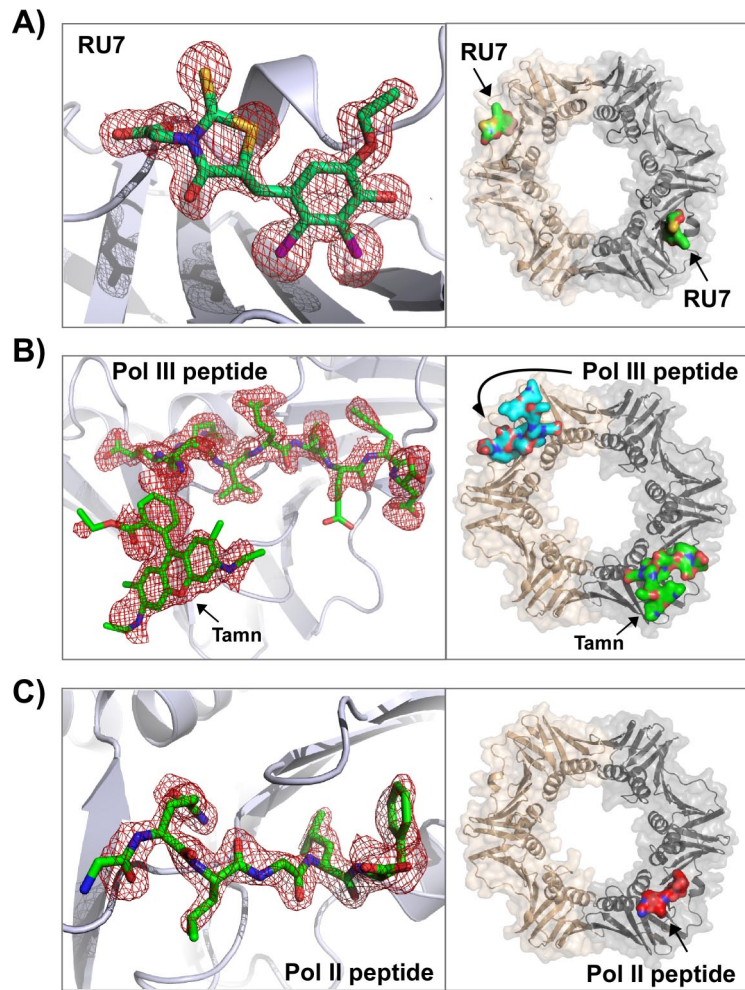 A)
RU7
RU7
RU7
B)
Pol III peptide
Tamn
Pol III peptide
Tamn
C)
Pol II peptide
Pol II peptide